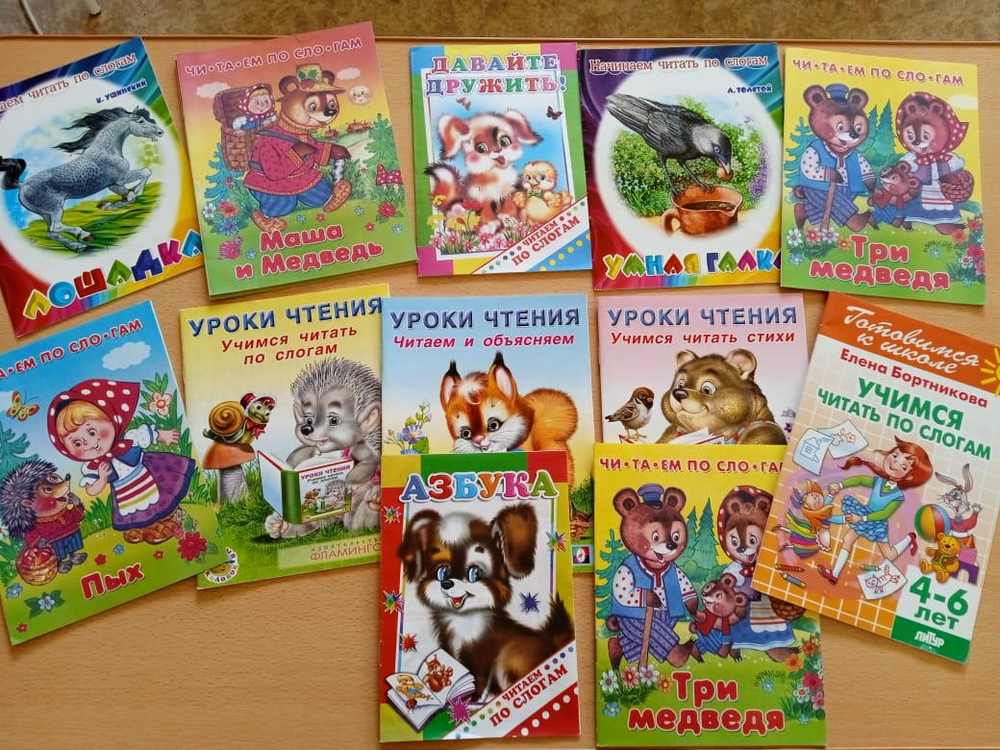 чаем читать по слогам
К. УШИНСКИЙ
ЛОШАДКА
ЧИ•ТА•ЕМ ПО СЛО•ГАМ
Маша
и Медведь
ДАВАЙТЕ
ДРУЖИТЬ!
ЧИТАЕМ
ПО СЛОГАМ
Начинаем читать по слогам
Л. ТОЛСТОЙ
УМНАЯ ГАЛКА
ЧИ•ТА•ЕМ ПО СЛО•ГАМ
Три
медведя
ТА•ЕМ ПО СЛО•ГАМ
Пых
УРОКИ ЧТЕНИЯ
Учимся читать
по слогам
УРОКИ ЧТЕНИЯ
ИЗДАТЕЛЬСТВО
ФЛАМИНГО
УРОКИ ЧТЕНИЯ
Читаем и объясняем
УРОКИ ЧТЕНИЯ
Учимся читать стихи
Готовимся
к школе
Елена Бортникова
УЧИМСЯ
ЧИТАТЬ ПО СЛОГАМ
4-6
лет
ЛИТУР
АЗБУКА
ЧИТАЕМ
ПО СЛОГАМ
ЧИ•ТА•ЕМ ПО СЛО•ГАМ
Три
медведя